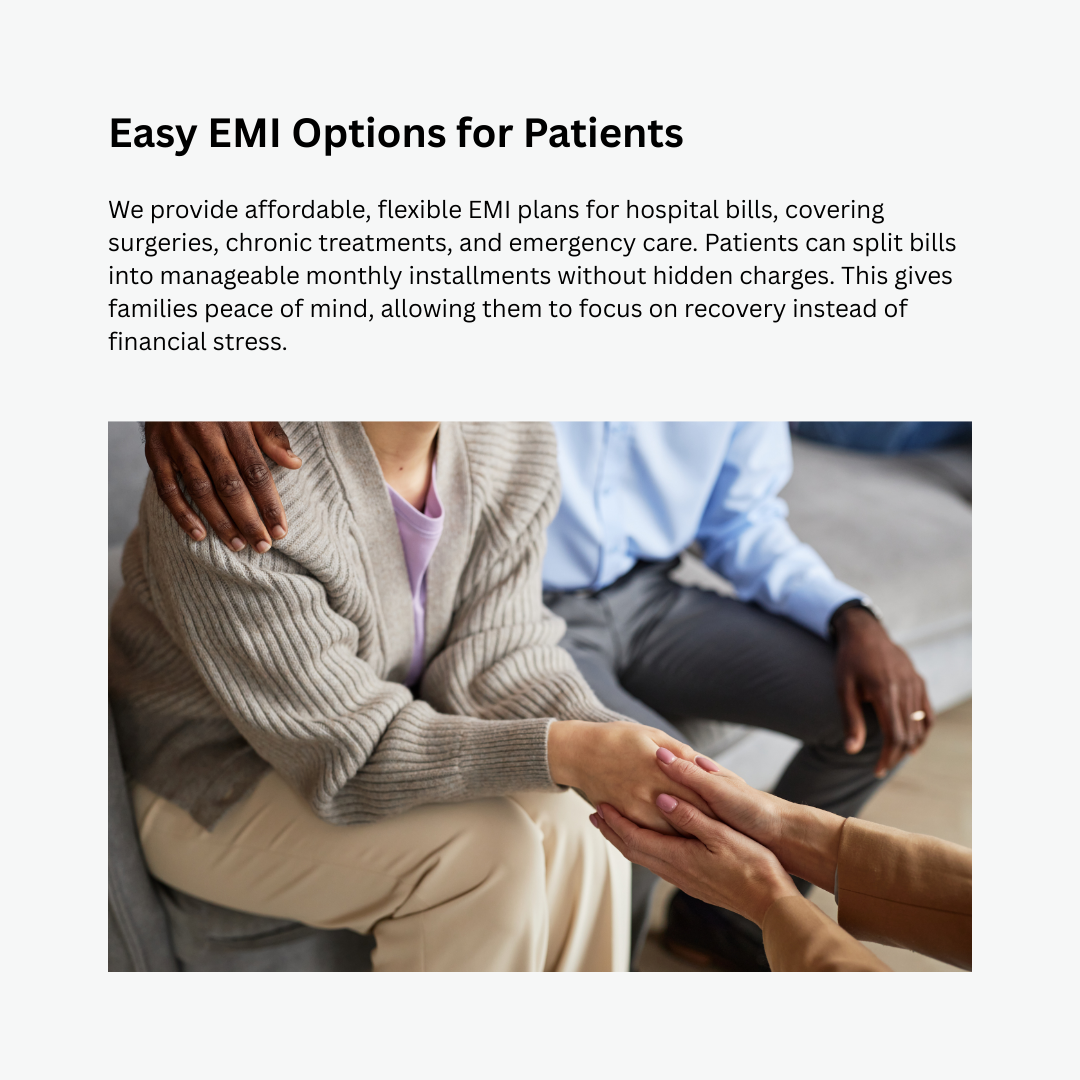 Easy EMI Options for Patients
We provide affordable, flexible EMI plans for hospital bills, covering
surgeries, chronic treatments, and emergency care. Patients can split bills
into manageable monthly installments without hidden charges. This gives
families peace of mind, allowing them to focus on recovery instead of
financial stress.